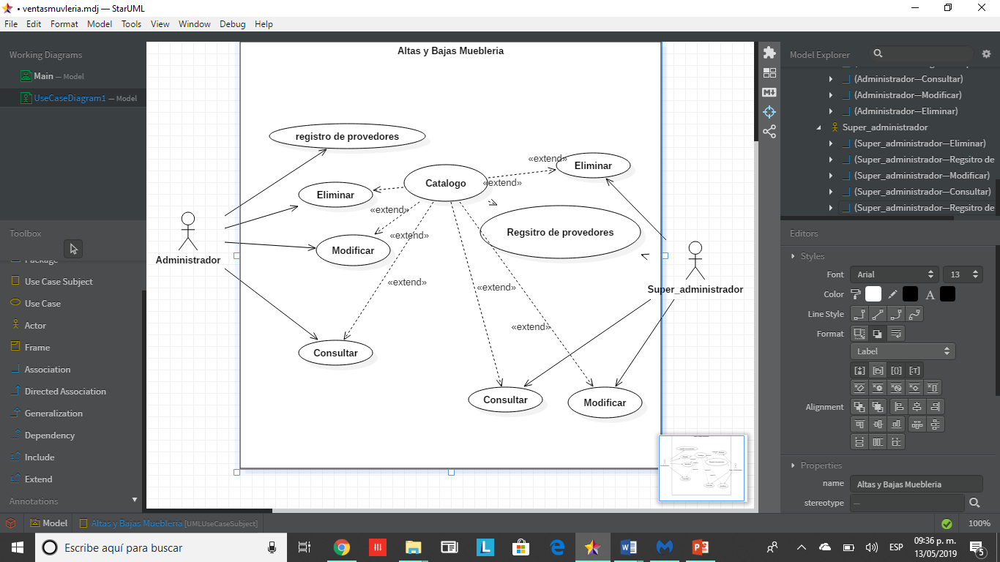 • ventasmuvleria.mdj — StarUML
File Edit Format Model Tools View Window Debug Help
Working Diagrams
Main — Model
UseCaseDiagram1 — Model
Toolbox
Package
Use Case Subject
Use Case
Actor
Frame
Association
Directed Association
Generalization
Dependency
Include
Extend
Annotations
Altas y Bajas Muebleria
registro de provedores
«extend»
Eliminar
Catalogo
«extend»
Eliminar
«extend»
Regsitro de provedores
«extend»
Modificar
Administrador
«extend»
«extend»
Super_administrador
«extend»
Consultar
Consultar
Modificar
Model Explorer
(Administrador—Consultar)
(Administrador—Modificar)
(Administrador—Eliminar)
Super_administrador
(Super_administrador—Eliminar)
(Super_administrador—Regsitro de
(Super_administrador—Modificar)
(Super_administrador—Consultar)
(Super_administrador—Regsitro de
Editors
Styles
Font Arial 13
Color A
Line Style
Format
Label
Alignment
Properties
name Altas y Bajas Muebleria
stereotype —
Model Altas y Bajas Muebleria [UMLUseCaseSubject] 100%
Escribe aquí para buscar
ESP
09:36 p. m.
13/05/2019
5